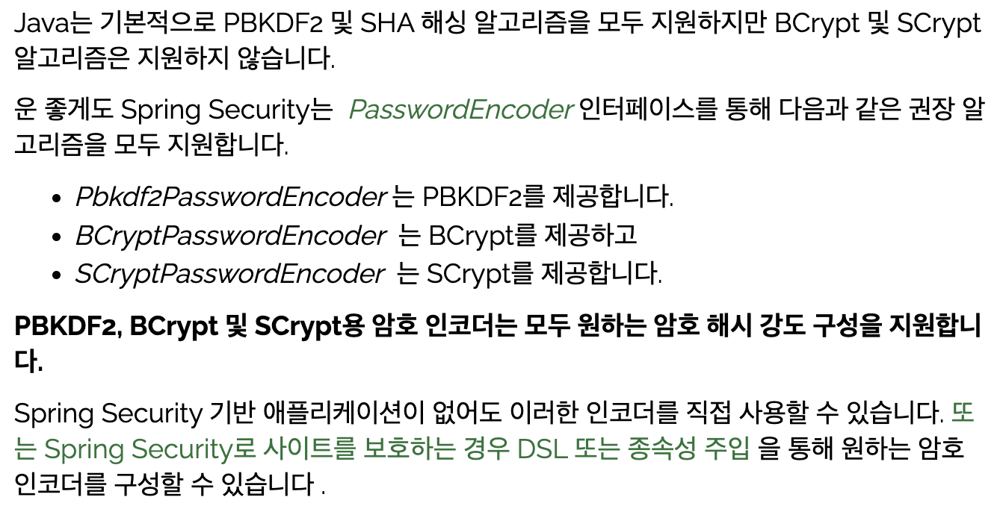 Java는 기본적으로 PBKDF2 및 SHA 해싱 알고리즘을 모두 지원하지만 BCrypt 및 SCrypt
알고리즘은 지원하지 않습니다.
운 좋게도 Spring Security는 PasswordEncoder 인터페이스를 통해 다음과 같은 권장 알
고리즘을 모두 지원합니다.
• Pbkdf2PasswordEncoder 는 PBKDF2를 제공합니다.
• BCryptPasswordEncoder 는 BCrypt를 제공하고
• SCryptPasswordEncoder 는 SCrypt를 제공합니다.
PBKDF2, BCrypt 및 SCrypt용 암호 인코더는 모두 원하는 암호 해시 강도 구성을 지원합니
다.
Spring Security 기반 애플리케이션이 없어도 이러한 인코더를 직접 사용할 수 있습니다. 또
는 Spring Security로 사이트를 보호하는 경우 DSL 또는 종속성 주입 을 통해 원하는 암호
인코더를 구성할 수 있습니다 .